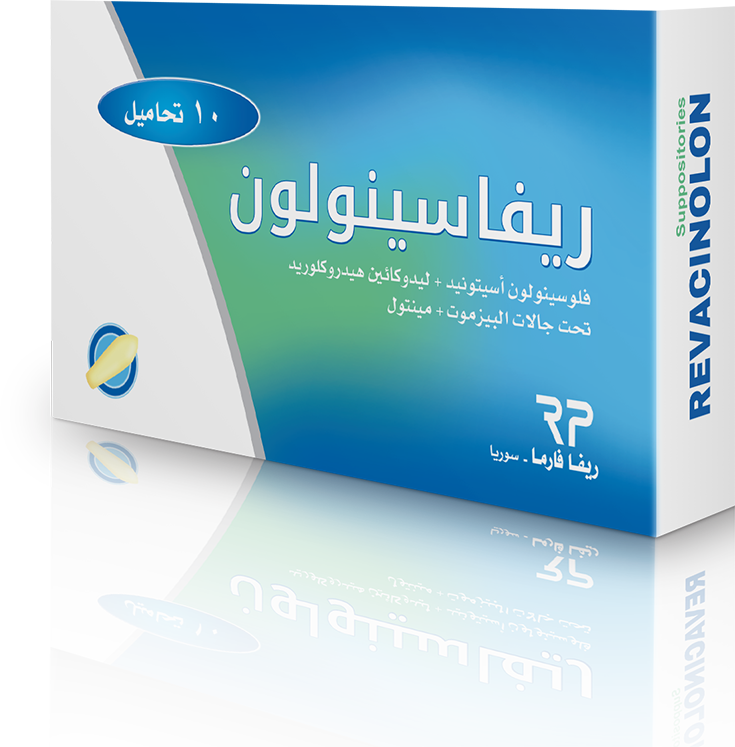 ١٠ تحاميل
ريفاسينولون
فلوسينولون أسيتونيد + ليدوكائين هيدروكلوريد
تحت جالات البيزموت + مينتول
RP
ريفا فارما - سوريا
REVACINOLON
Suppositories